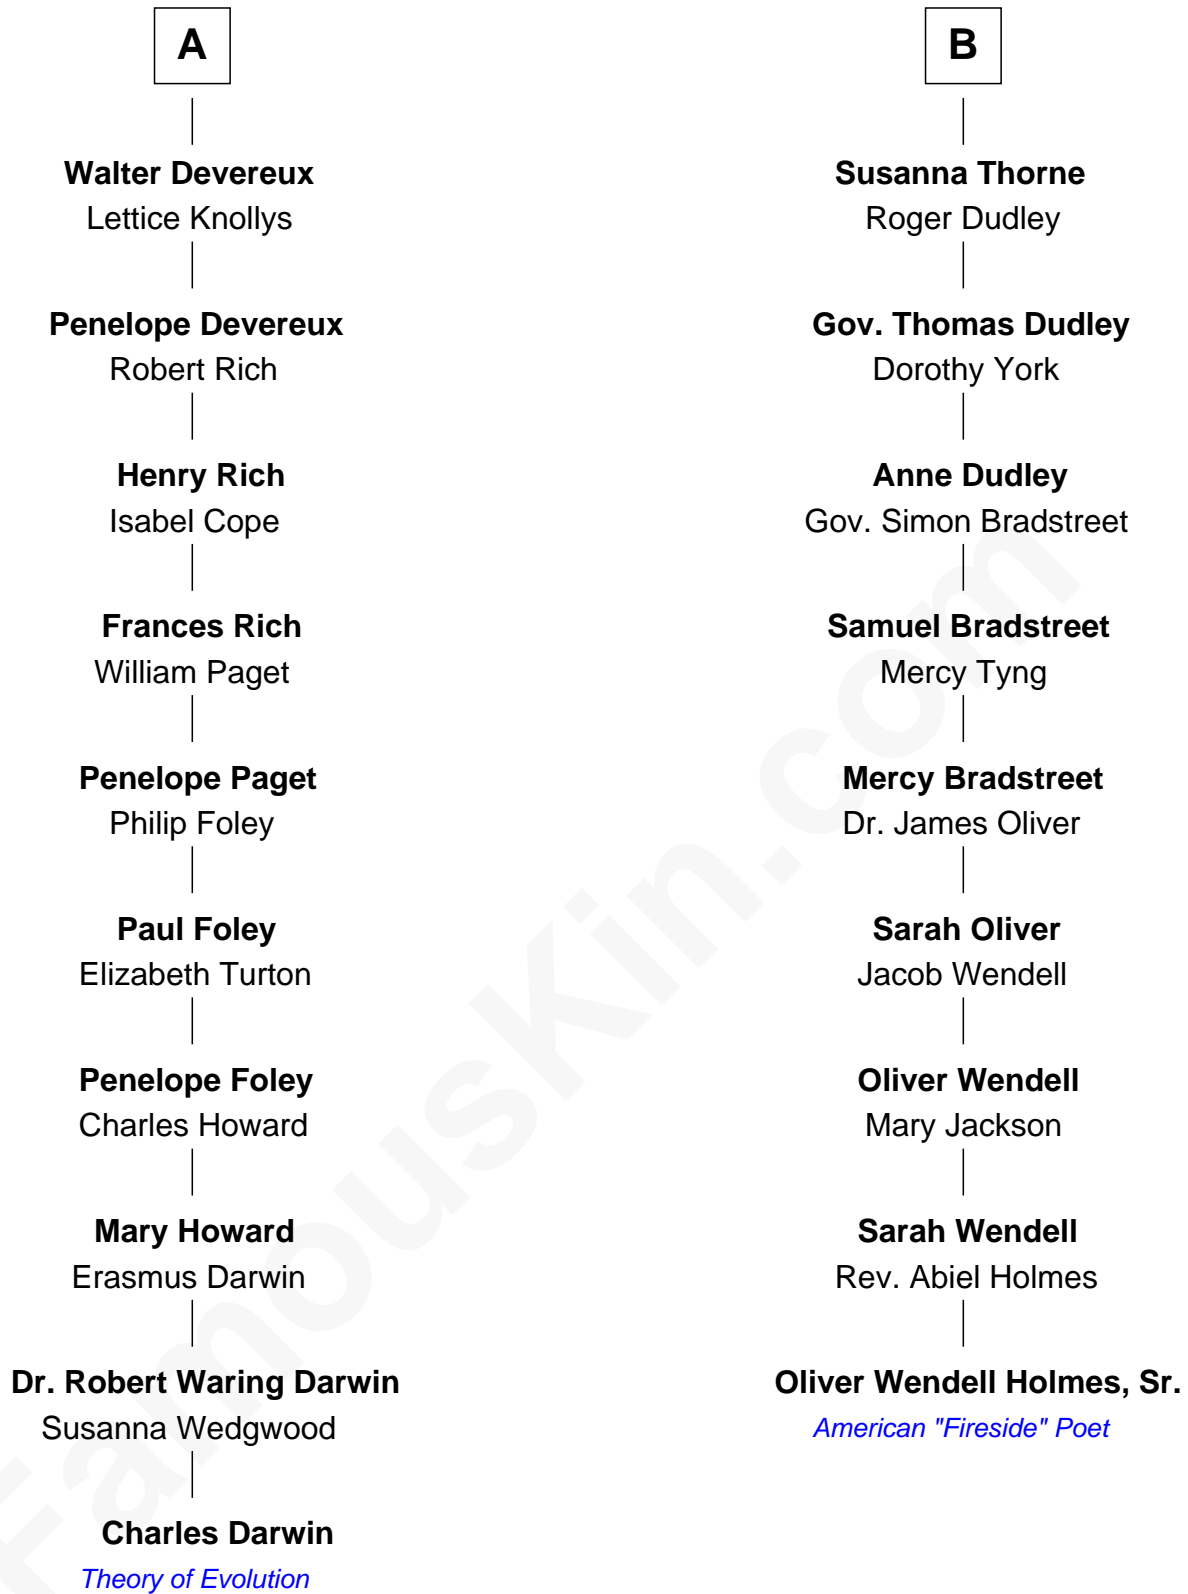 A
Walter Devereux
Lettice Knollys
Penelope Devereux
Robert Rich
Henry Rich
Isabel Cope
Frances Rich
William Paget
Penelope Paget
Philip Foley
Paul Foley
Elizabeth Turton
Penelope Foley
Charles Howard
Mary Howard
Erasmus Darwin
Dr. Robert Waring Darwin
Susanna Wedgwood
Charles Darwin
Theory of Evolution
B
Susanna Thorne
Roger Dudley
Gov. Thomas Dudley
Dorothy York
Anne Dudley
Gov. Simon Bradstreet
Samuel Bradstreet
Mercy Tyng
Mercy Bradstreet
Dr. James Oliver
Sarah Oliver
Jacob Wendell
Oliver Wendell
Mary Jackson
Sarah Wendell
Rev. Abiel Holmes
Oliver Wendell Holmes, Sr.
American "Fireside" Poet
FamousKin.com